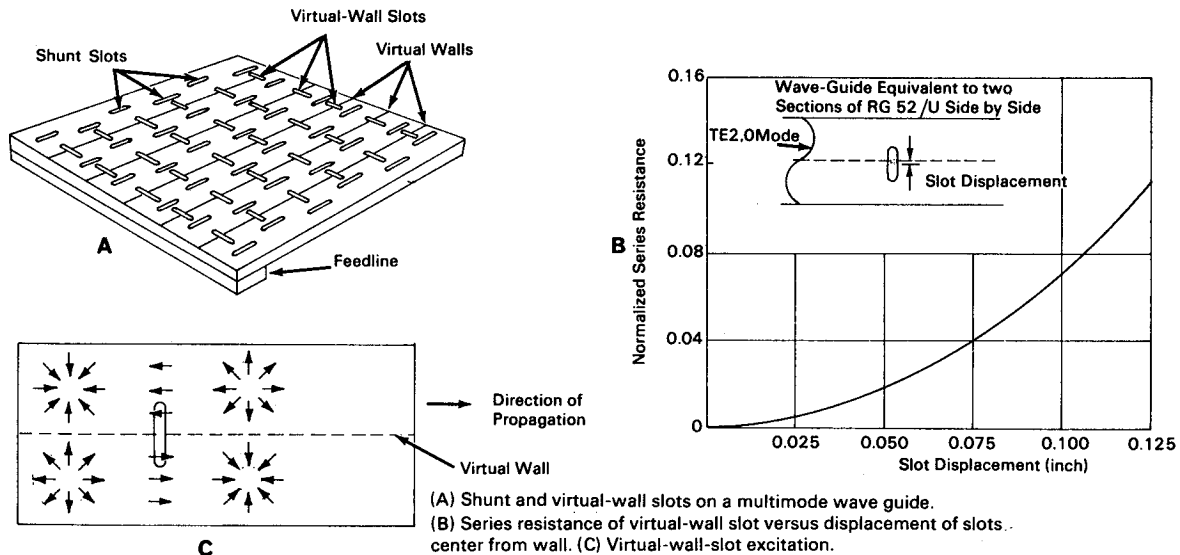 Virtual-Wall Slots
Shunt Slots
Virtual Walls
A
Feedline
0.16
Wave-Guide Equivalent to two
Sections of RG 52/U Side by Side
TE2,0Mode
0.12
Slot Displacement
B
Normalized Series Resistance
0.08
0.04
0
0.025
0.050
0.075
0.100
0.125
Slot Displacement (inch)
Direction of
Propagation
Virtual Wall
C
(A) Shunt and virtual-wall slots on a multimode wave guide.
(B) Series resistance of virtual-wall slot versus displacement of slots
center from wall. (C) Virtual-wall-slot excitation.